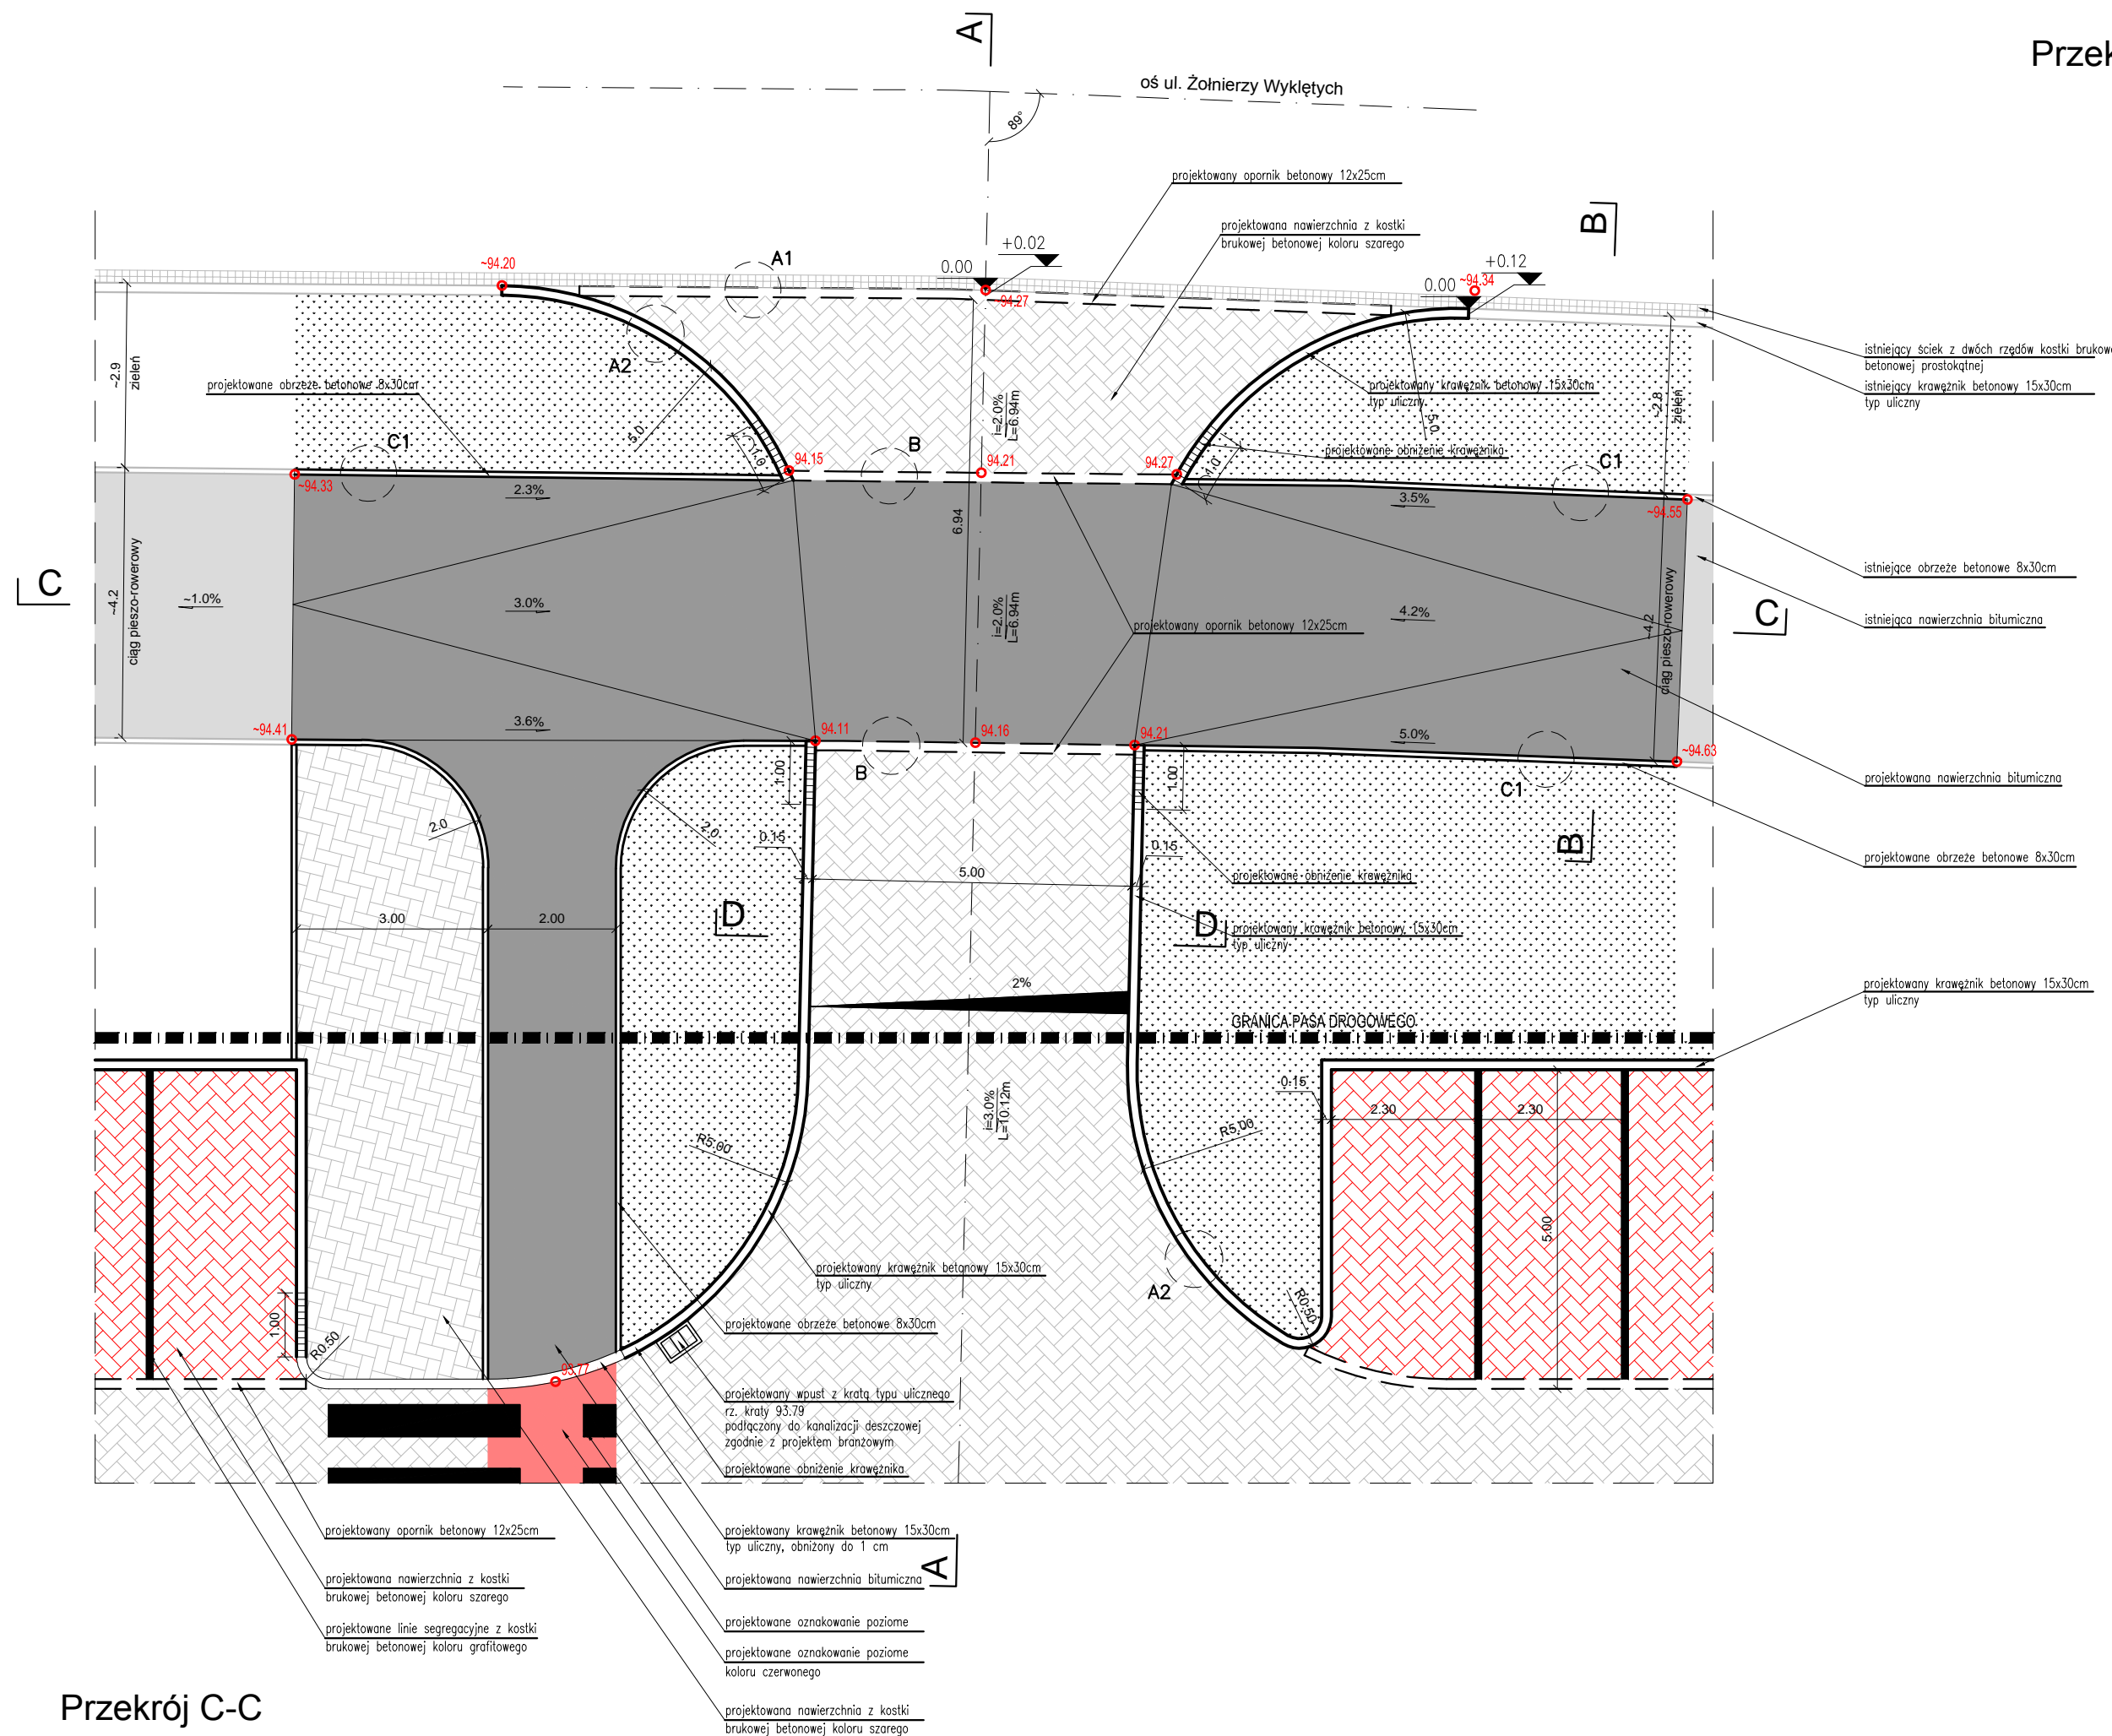 Przek
A
oś ul. Żołnierzy Wyklętych
89°
projektowany opornik betonowy 12x25cm
projektowana nawierzchnia z kostki
brukowej betonowej koloru szarego
B
+0.02
0.00
~94.27
+0.12
0.00
~94.34
~94.20
A1
A2
istniejący ściek z dwóch rzędów kostki brukowe
betonowej prostokątnej
istniejący krawężnik betonowy 15x30cm
typ uliczny
~2.9
zieleń
projektowane obrzeże betonowe 8x30cm
5.0
1.0
i=2.0%
L=6.94m
projektowany krawężnik betonowy 15x30cm
typ uliczny
5.0
~2.8
zieleń
projektowane obniżenie krawężnika
1.0
C1
B
C1
94.15
94.21
94.27
~94.33
2.3%
3.5%
~94.55
6.94
C
~4.2
ciąg pieszo-rowerowy
~1.0%
3.0%
i=2.0%
L=6.94m
4.2%
~4.2
ciąg pieszo-rowerowy
C
istniejące obrzeże betonowe 8x30cm
istniejąca nawierzchnia bitumiczna
projektowany opornik betonowy 12x25cm
~94.41
3.6%
94.11
94.16
94.21
5.0%
~94.63
B
C1
projektowana nawierzchnia bitumiczna
1.00
1.00
2.0
2.0
0.15
0.15
B
5.00
projektowane obrzeże betonowe 8x30cm
projektowane obniżenie krawężnika
3.00
2.00
D
D
projektowany krawężnik betonowy 15x30cm
typ uliczny
2%
projektowany krawężnik betonowy 15x30cm
typ uliczny
GRANICA PASA DROGOWEGO
i=3.0%
L=10.12m
0.15
2.30
2.30
R5.00
R5.00
5.00
projektowany krawężnik betonowy 15x30cm
typ uliczny
A2
1.00
R0.50
R0.50
projektowane obrzeże betonowe 8x30cm
93.77
projektowany wpust z kratą typu ulicznego
rz. kraty 93.79
podłączony do kanalizacji deszczowej
zgodnie z projektem branżowym
projektowane obniżenie krawężnika
projektowany opornik betonowy 12x25cm
projektowany krawężnik betonowy 15x30cm
typ uliczny, obniżony do 1 cm
A
projektowana nawierzchnia z kostki
brukowej betonowej koloru szarego
projektowana nawierzchnia bitumiczna
projektowane linie segregacyjne z kostki
brukowej betonowej koloru grafitowego
projektowane oznakowanie poziome
projektowane oznakowanie poziome
koloru czerwonego
projektowana nawierzchnia z kostki
brukowej betonowej koloru szarego
Przekrój C-C